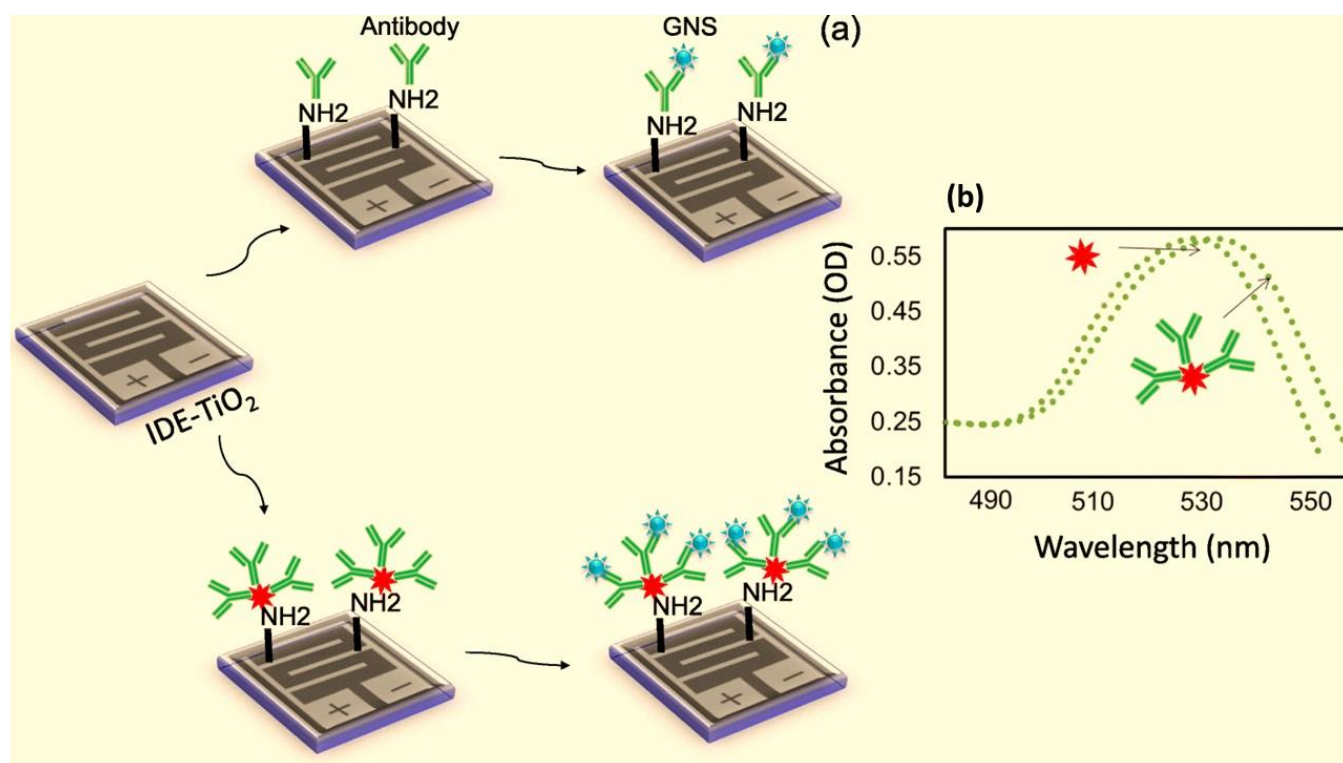 Antibody
GNS
(a)
NH2
NH2
NH2
NH2
+
−
+
−
(b)
Absorbance (OD)
0.55
0.45
0.35
0.25
0.15
490 510 530 550
Wavelength (nm)
+
−
IDE-TiO₂
NH2
NH2
NH2
NH2
+
−
+
−